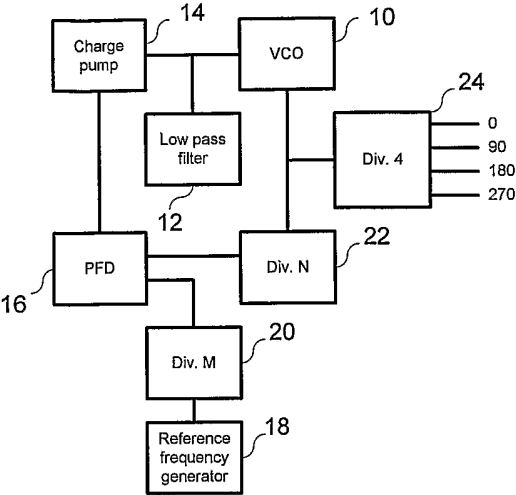 14
10
Charge
pump
VCO
24
Low pass
filter
Div. 4
0
90
180
270
12
22
PFD
Div. N
16
20
Div. M
18
Reference
frequency
generator